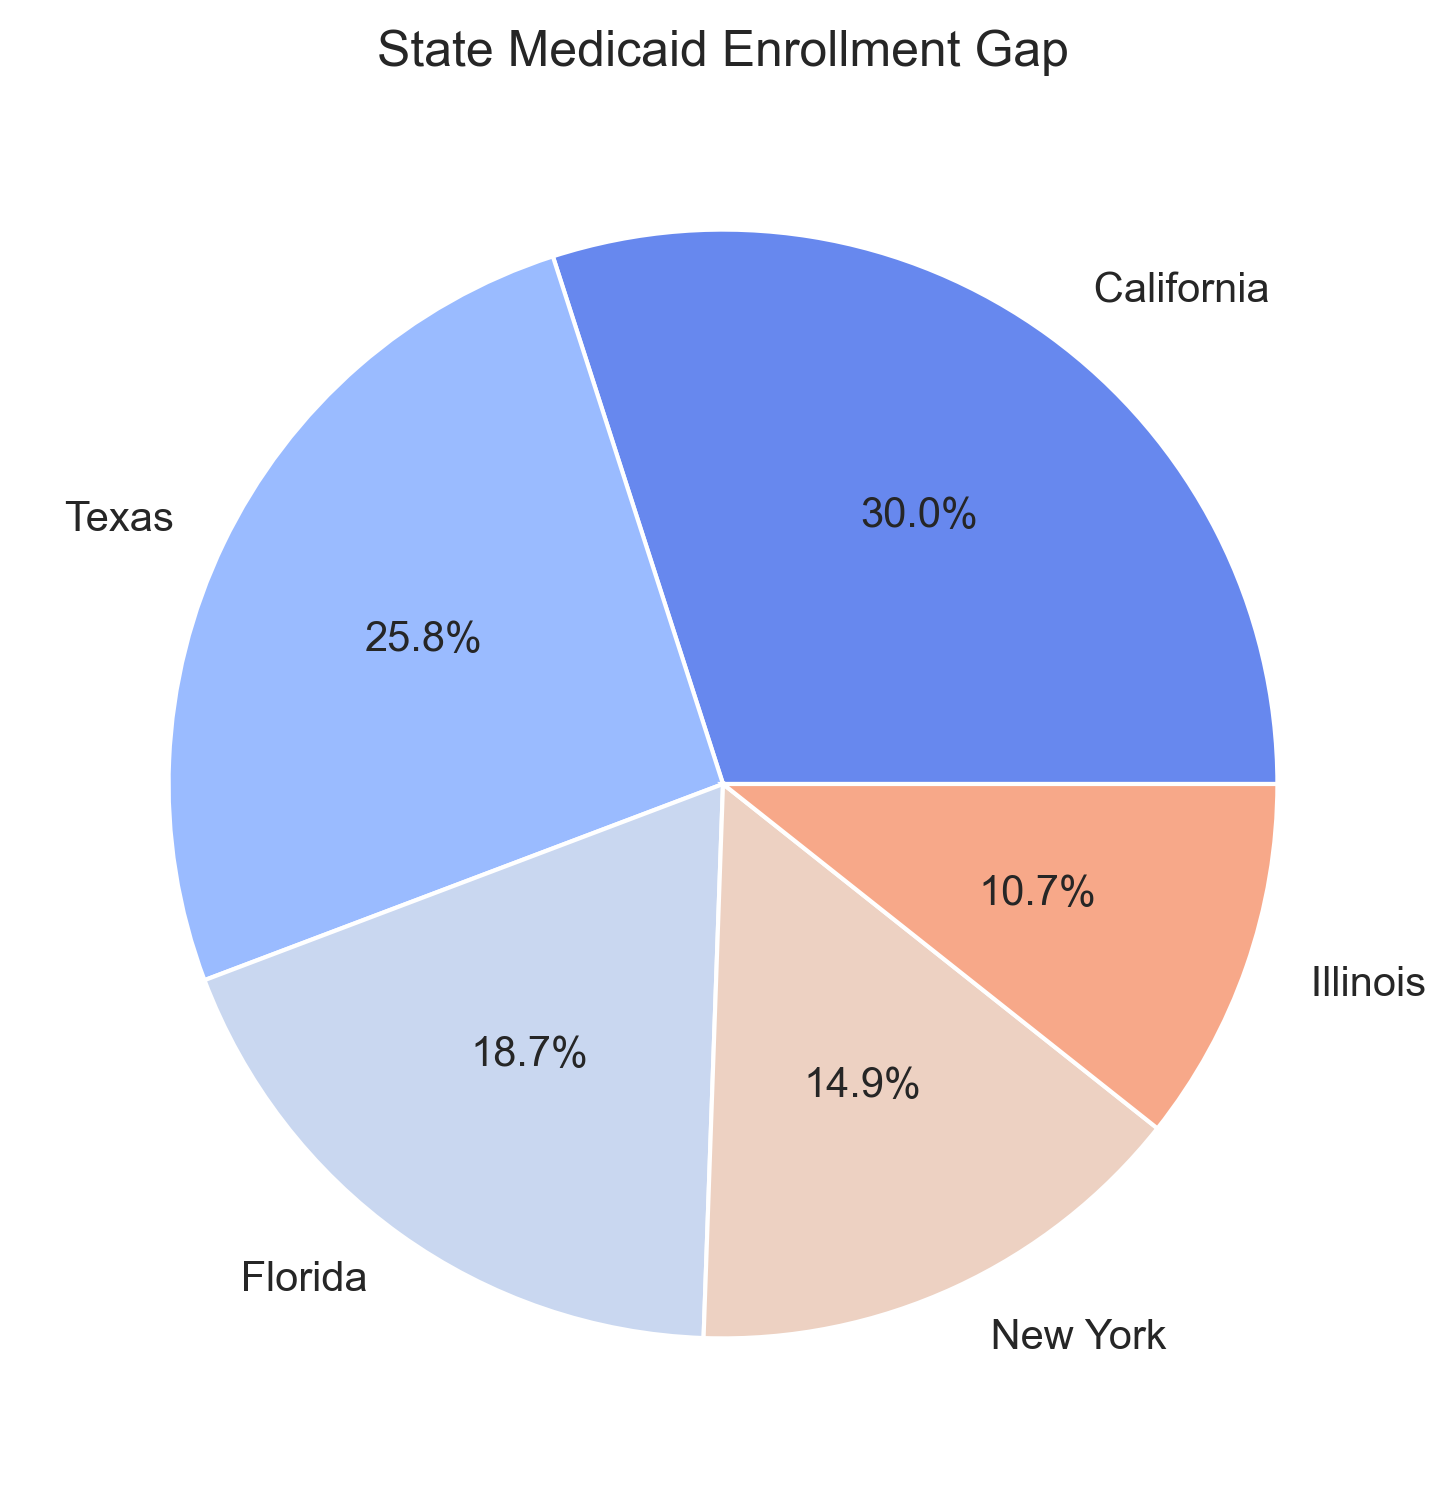 State Medicaid Enrollment Gap
California
30.0%
Texas
25.8%
Florida
18.7%
New York
14.9%
Illinois
10.7%